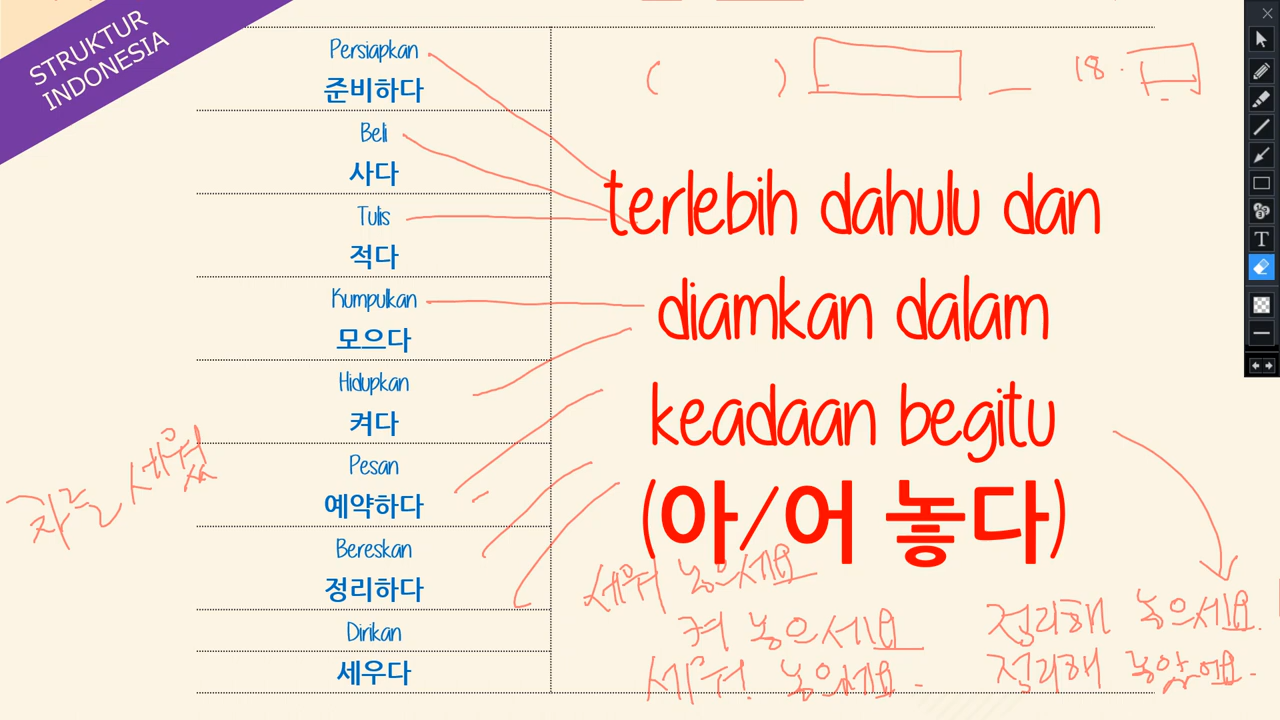 STRUKTUR
INDONESIA
Persiapkan
준비하다
Beli
사다
Tulis
적다
Kumpulkan
모으다
Hidupkan
켜다
Pesan
예약하다
Bereskan
정리하다
Dirikan
세우다
( ) 18.
terlebih dahulu dan
diamkan dalam
keadaan begitu
(아/어 놓다)
세워 놓으세요
켜 놓으세요
세워 놓으세요.
정리해 놓으세요.
정리해 놓았어요.
차를 세웠
T